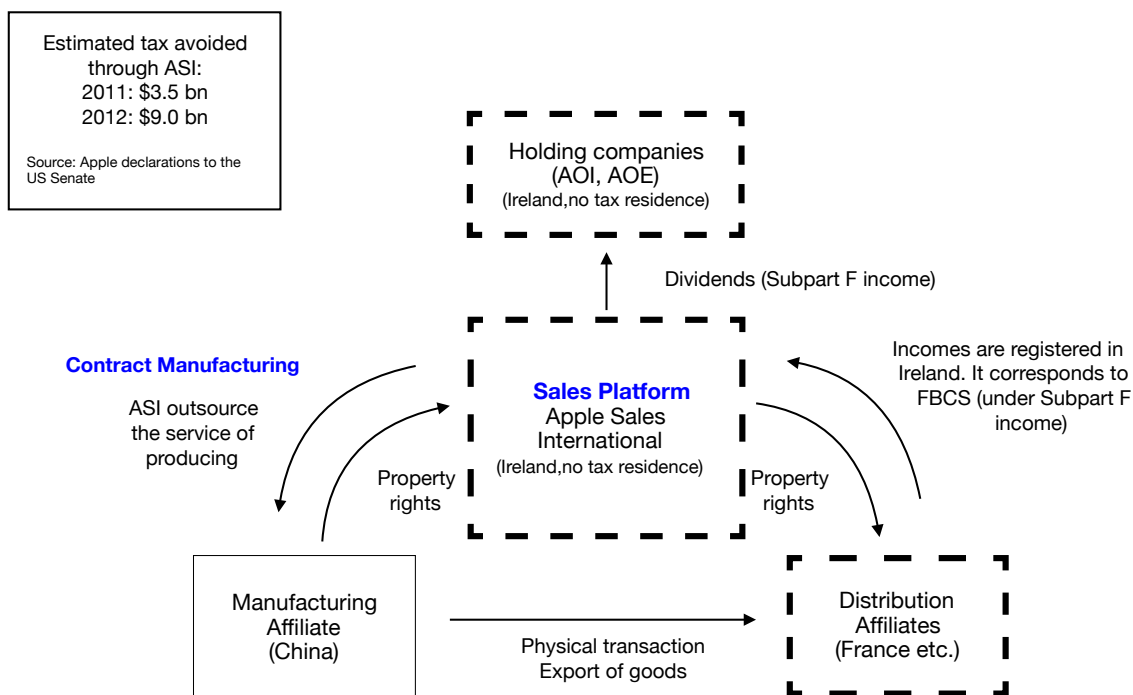 Estimated tax avoided
through ASI:
2011: $3.5 bn
2012: $9.0 bn
Source: Apple declarations to the
US Senate
Holding companies
(AOI, AOE)
(Ireland,no tax residence)
Dividends (Subpart F income)
Contract Manufacturing
ASI outsource
the service of
producing
Sales Platform
Apple Sales
International
(Ireland,no tax residence)
Incomes are registered in
Ireland. It corresponds to
FBCS (under Subpart F
income)
Property
rights
Property
rights
Manufacturing
Affiliate
(China)
Physical transaction
Export of goods
Distribution
Affiliates
(France etc.)